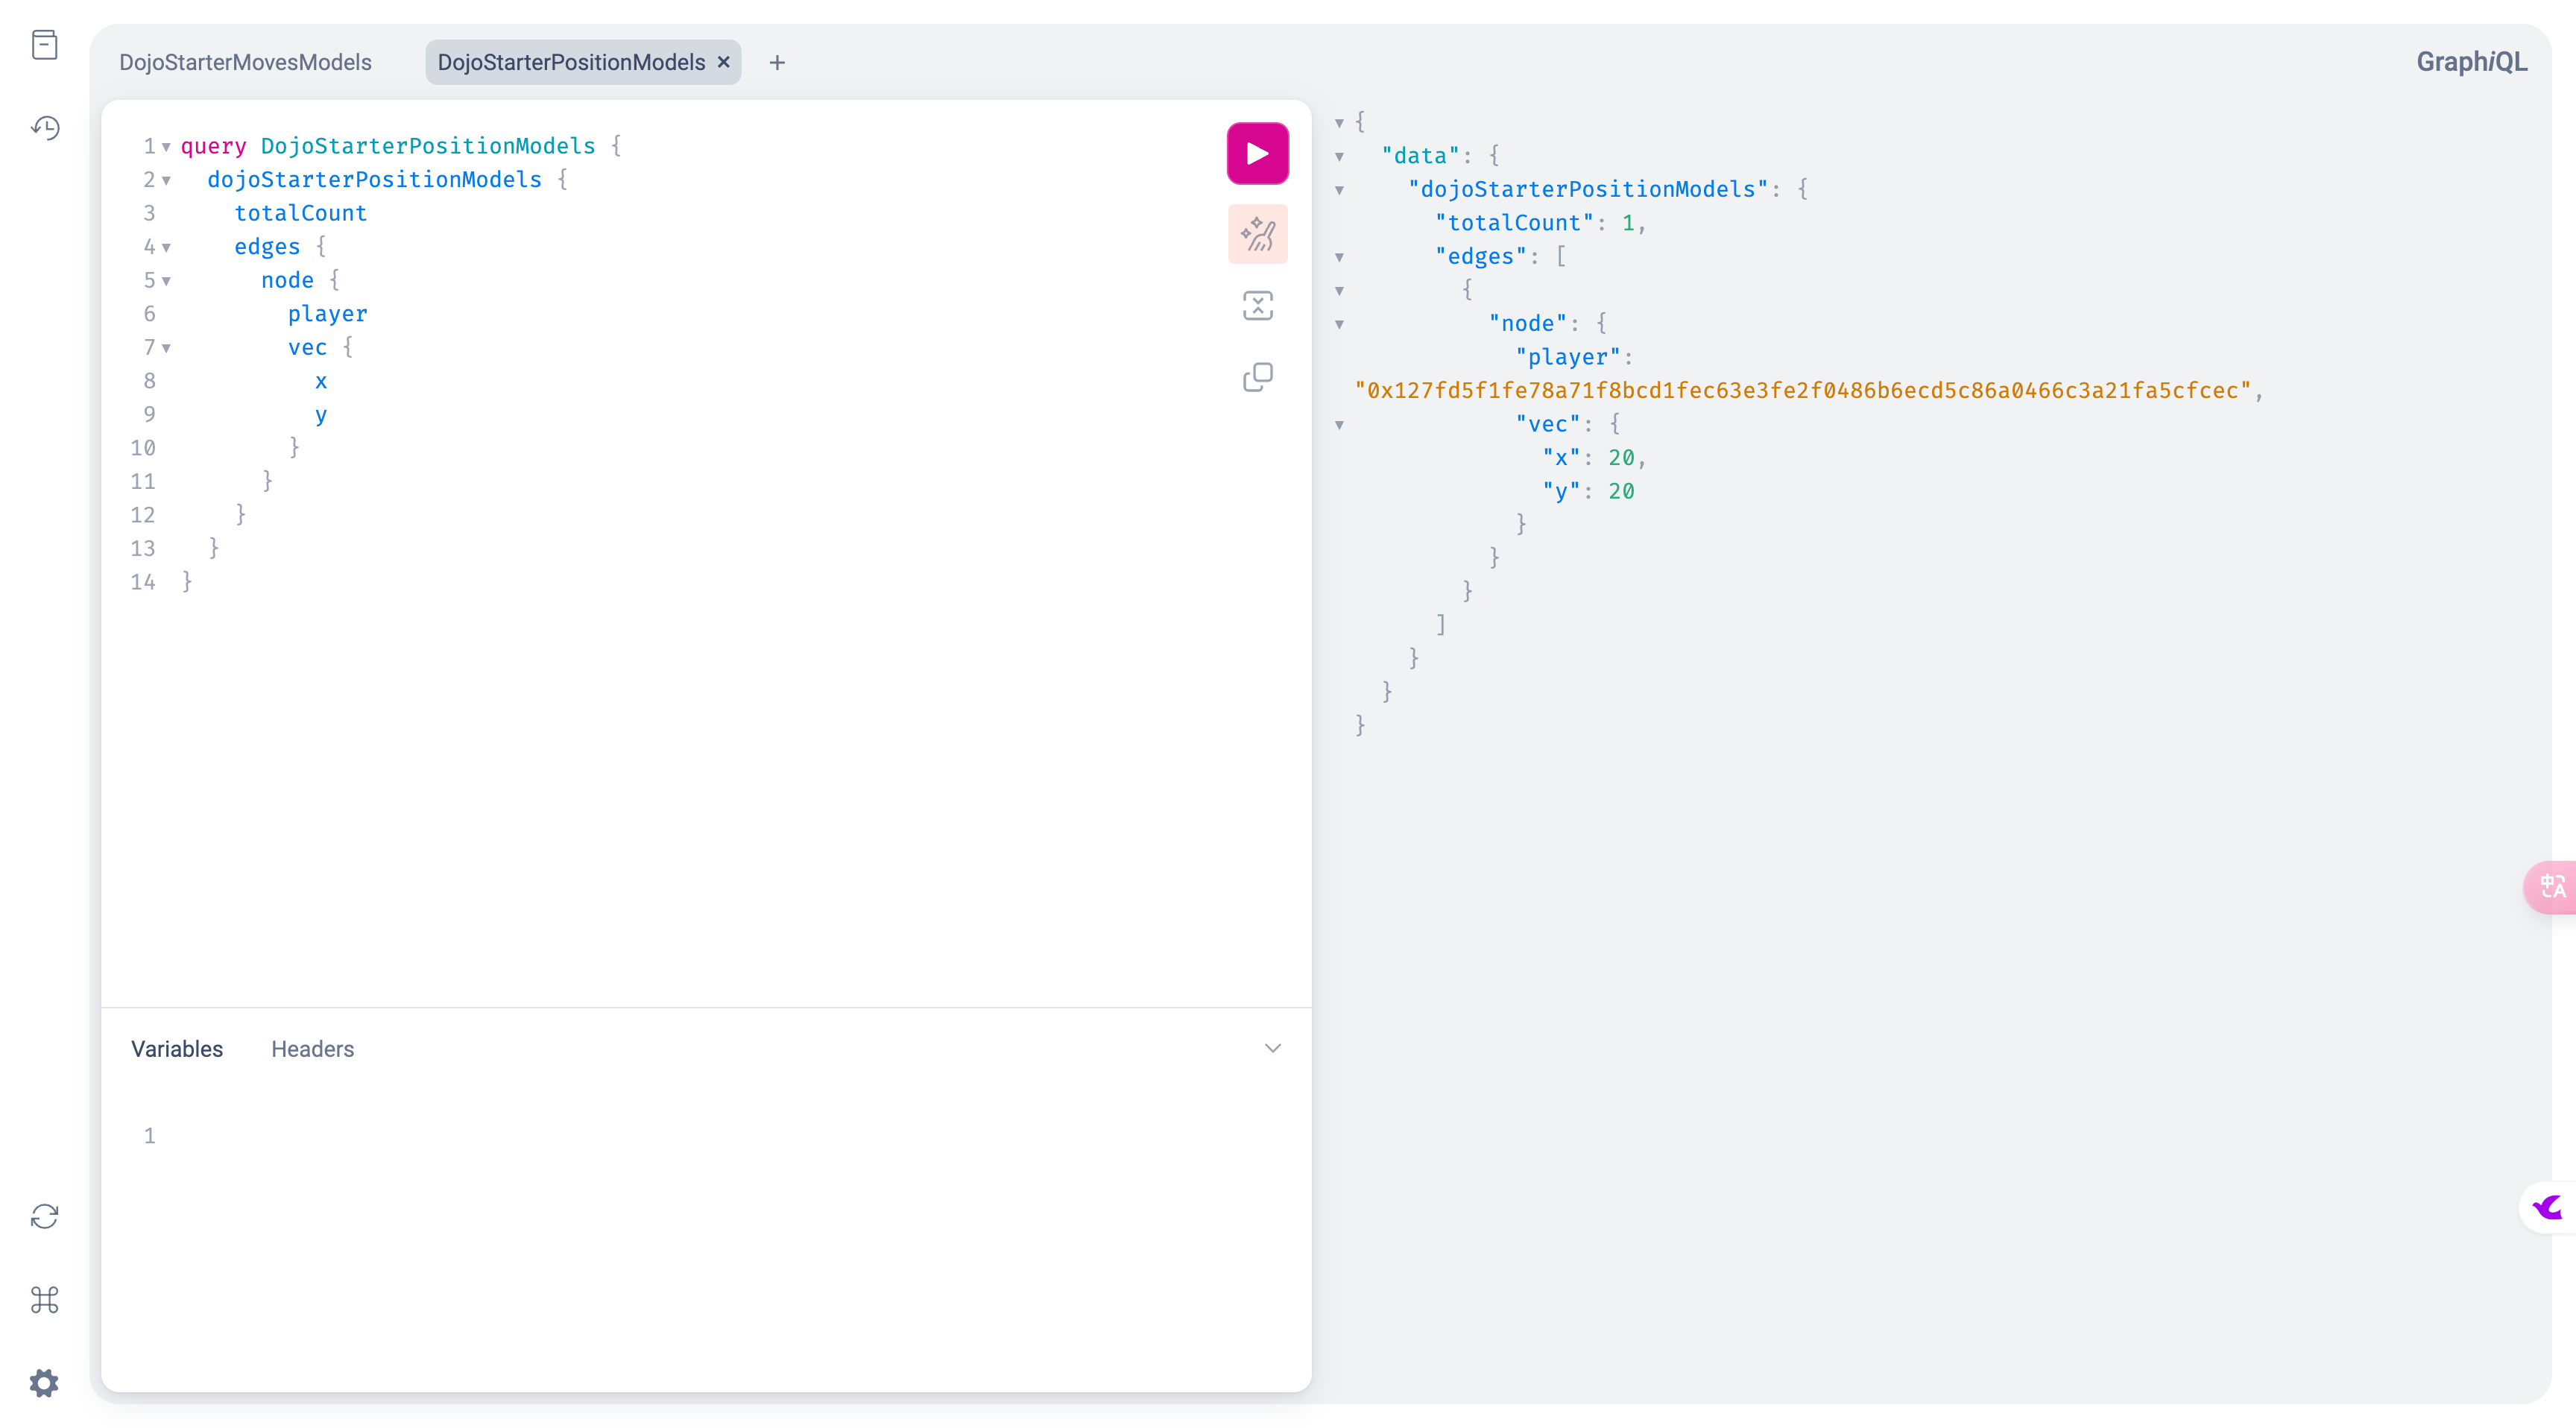 DojoStarterMovesModels
DojoStarterPositionModels ×
+
GraphiQL
1 query DojoStarterPositionModels {
2   dojoStarterPositionModels {
3     totalCount
4     edges {
5       node {
6         player
7         vec {
8           x
9           y
10         }
11       }
12     }
13   }
14 }
{
  "data": {
    "dojoStarterPositionModels": {
      "totalCount": 1,
      "edges": [
        {
          "node": {
            "player":
"0x127fd5f1fe78a71f8bcd1fec63e3fe2f0486b6ecd5c86a0466c3a21fa5cfcec",
            "vec": {
              "x": 20,
              "y": 20
            }
          }
        }
      ]
    }
  }
}
中A
Variables
Headers
1